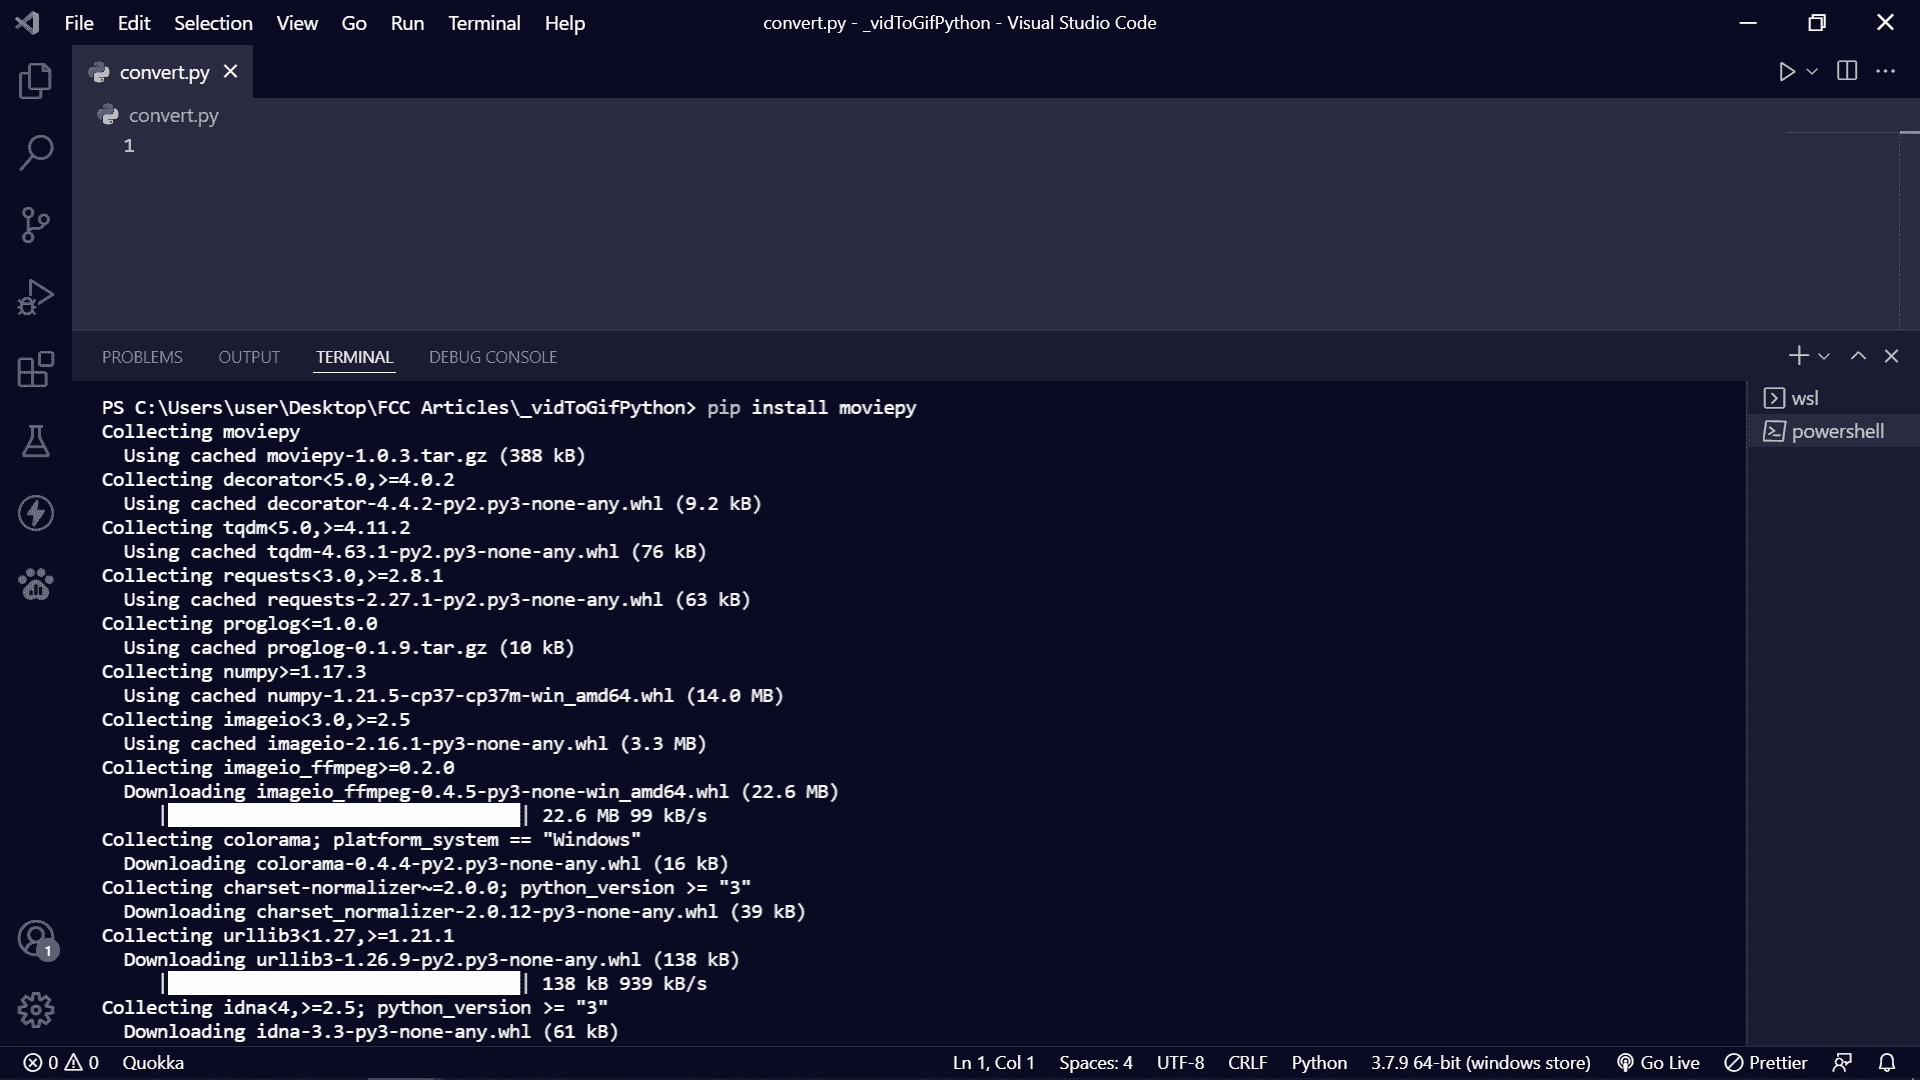 File Edit Selection View Go Run Terminal Help convert.py - _vidToGifPython - Visual Studio Code
convert.py
convert.py
1
PROBLEMS OUTPUT TERMINAL DEBUG CONSOLE
PS C:\Users\user\Desktop\FCC Articles\_vidToGifPython> pip install moviepy
Collecting moviepy
Using cached moviepy-1.0.3.tar.gz (388 kB)
Collecting decorator<5.0,>=4.0.2
Using cached decorator-4.4.2-py2.py3-none-any.whl (9.2 kB)
Collecting tqdm<5.0,>=4.11.2
Using cached tqdm-4.63.1-py2.py3-none-any.whl (76 kB)
Collecting requests<3.0,>=2.8.1
Using cached requests-2.27.1-py2.py3-none-any.whl (63 kB)
Collecting proglog<=1.0.0
Using cached proglog-0.1.9.tar.gz (10 kB)
Collecting numpy>=1.17.3
Using cached numpy-1.21.5-cp37-cp37m-win_amd64.whl (14.0 MB)
Collecting imageio<3.0,>=2.5
Using cached imageio-2.16.1-py3-none-any.whl (3.3 MB)
Collecting imageio_ffmpeg>=0.2.0
Downloading imageio_ffmpeg-0.4.5-py3-none-win_amd64.whl (22.6 MB)
| | 22.6 MB 99 kB/s
Collecting colorama; platform_system == "Windows"
Downloading colorama-0.4.4-py2.py3-none-any.whl (16 kB)
Collecting charset-normalizer~=2.0.0; python_version >= "3"
Downloading charset_normalizer-2.0.12-py3-none-any.whl (39 kB)
Collecting urllib3<1.27,>=1.21.1
Downloading urllib3-1.26.9-py2.py3-none-any.whl (138 kB)
| | 138 kB 939 kB/s
Collecting idna<4,>=2.5; python_version >= "3"
Downloading idna-3.3-py3-none-any.whl (61 kB)
wsl
powershell
1
0 0 Quokka Ln 1, Col 1 Spaces: 4 UTF-8 CRLF Python 3.7.9 64-bit (windows store) Go Live Prettier